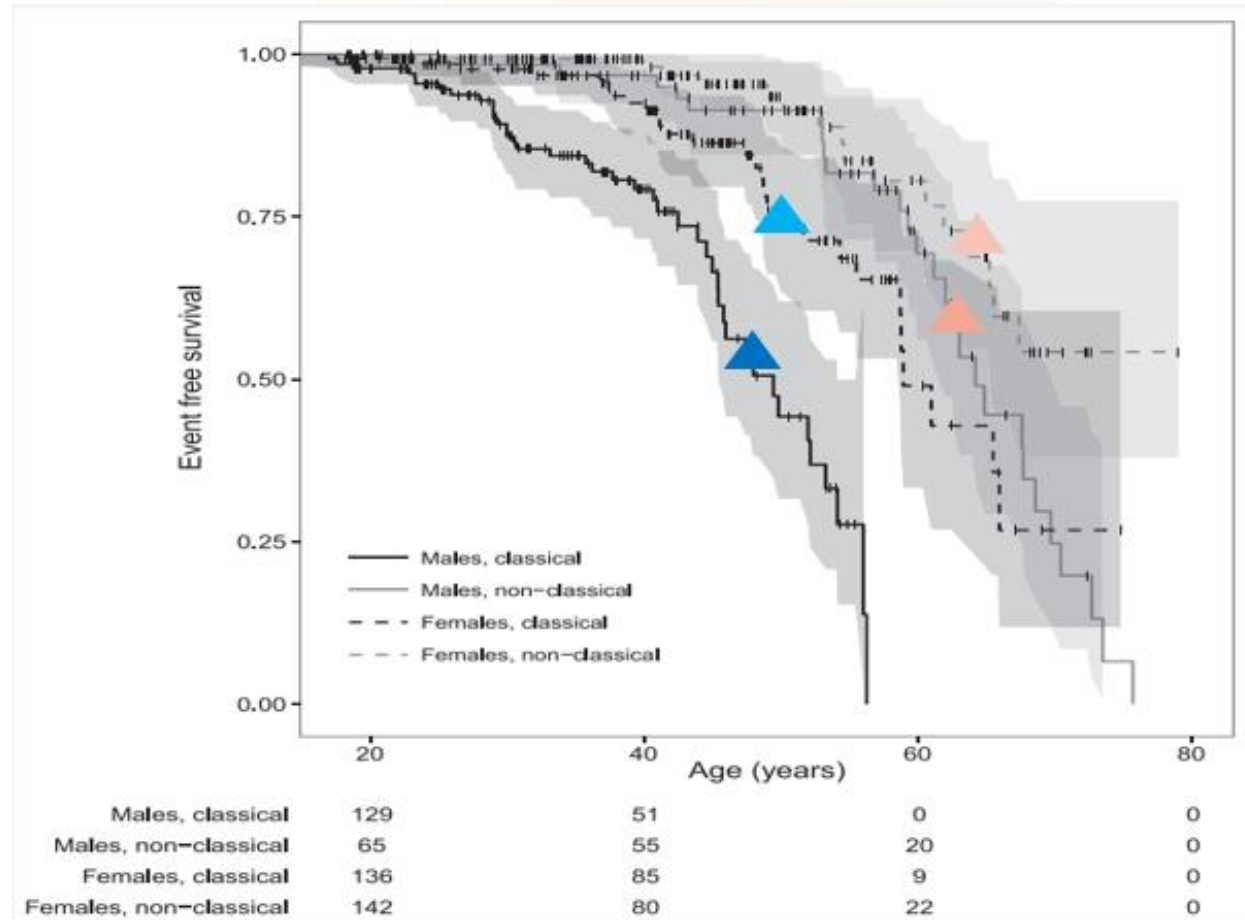 1.00
0.75
0.50
0.25
0.00
Event free survival
Males, classical
Males, non-classical
Females, classical
Females, non-classical
20 40 60 80
Age (years)
Males, classical 129 51 0 0
Males, non-classical 65 55 20 0
Females, classical 136 85 9 0
Females, non-classical 142 80 22 0